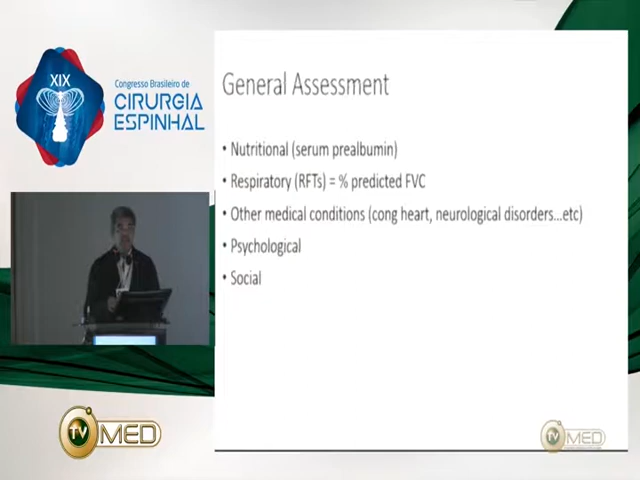 XIX
Congresso Brasileiro de
CIRURGIA
ESPINHAL
General Assessment
• Nutritional (serum prealbumin)
• Respiratory (RFTs) = % predicted FVC
• Other medical conditions (cong heart, neurological disorders...etc)
• Psychological
• Social
TV MED
TV MED